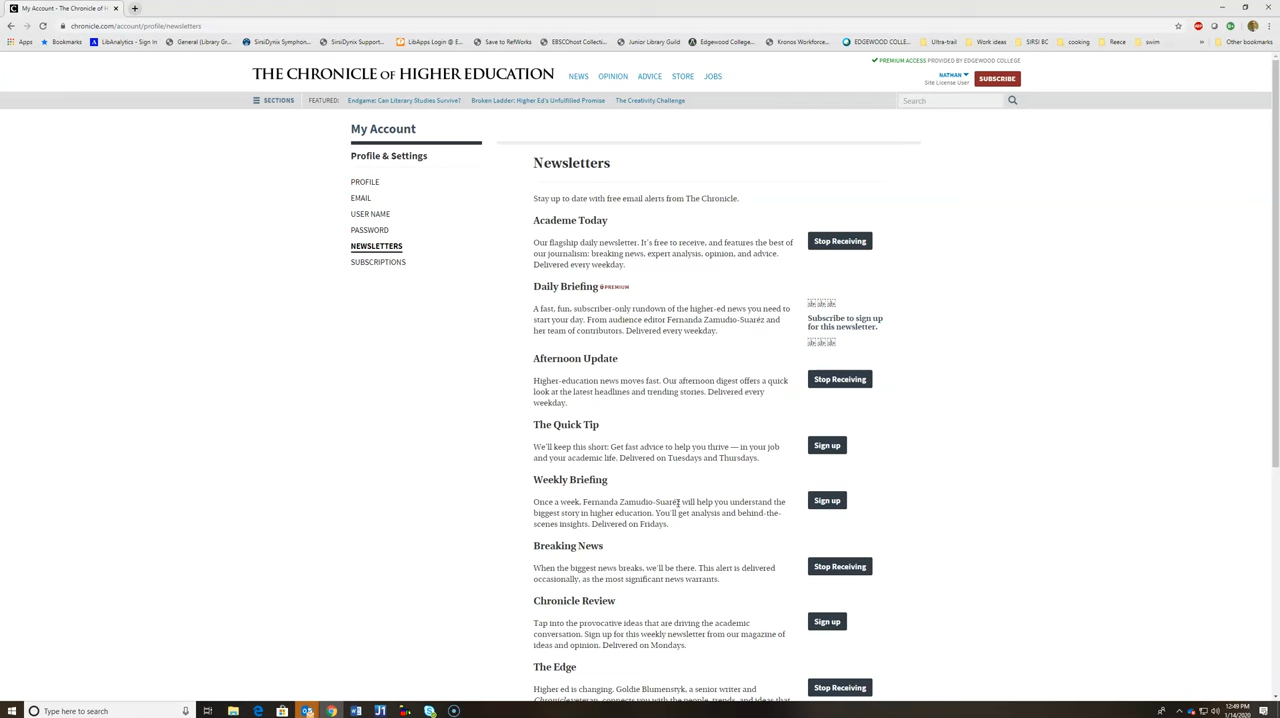 My Account - The Chronicle of H
chronicle.com/account/profile/newsletters
Apps
Bookmarks
LibAnalytics - Sign In
General (Library Gr...
SirsiDynix Symphon...
SirsiDynix Support...
LibApps Login @ E...
Save to RefWorks
EBSCOhost Collecti...
Junior Library Guild
Edgewood College...
Kronos Workforce...
EDGEWOOD COLLE...
Ultra-trail
Work ideas
SIRSI BC
cooking
Reece
swim
»
Other bookmarks
PREMIUM ACCESS PROVIDED BY EDGEWOOD COLLEGE
THE CHRONICLE OF HIGHER EDUCATION
NEWS
OPINION
ADVICE
STORE
JOBS
NATHAN
Site License User
SUBSCRIBE
SECTIONS
FEATURED:
Endgame: Can Literary Studies Survive?
Broken Ladder: Higher Ed's Unfulfilled Promise
The Creativity Challenge
Search
My Account
Profile & Settings
PROFILE
EMAIL
USER NAME
PASSWORD
NEWSLETTERS
SUBSCRIPTIONS
Newsletters
Stay up to date with free email alerts from The Chronicle.
Academe Today
Our flagship daily newsletter. It's free to receive, and features the best of
our journalism: breaking news, expert analysis, opinion, and advice.
Delivered every weekday.
Stop Receiving
Daily Briefing PREMIUM
A fast, fun, subscriber-only rundown of the higher-ed news you need to
start your day. From audience editor Fernanda Zamudio-Suaréz and
her team of contributors. Delivered every weekday.
Subscribe to sign up
for this newsletter.
Afternoon Update
Higher-education news moves fast. Our afternoon digest offers a quick
look at the latest headlines and trending stories. Delivered every
weekday.
Stop Receiving
The Quick Tip
We'll keep this short: Get fast advice to help you thrive — in your job
and your academic life. Delivered on Tuesdays and Thursdays.
Sign up
Weekly Briefing
Once a week, Fernanda Zamudio-Suaréz will help you understand the
biggest story in higher education. You'll get analysis and behind-the-
scenes insights. Delivered on Fridays.
Sign up
Breaking News
When the biggest news breaks, we'll be there. This alert is delivered
occasionally, as the most significant news warrants.
Stop Receiving
Chronicle Review
Tap into the provocative ideas that are driving the academic
conversation. Sign up for this weekly newsletter from our magazine of
ideas and opinion. Delivered on Mondays.
Sign up
The Edge
Higher ed is changing. Goldie Blumenstyk, a senior writer and
Chronicle veteran, connects you with the people, trends, and ideas that
Stop Receiving
Type here to search
12:49 PM
1/14/2020